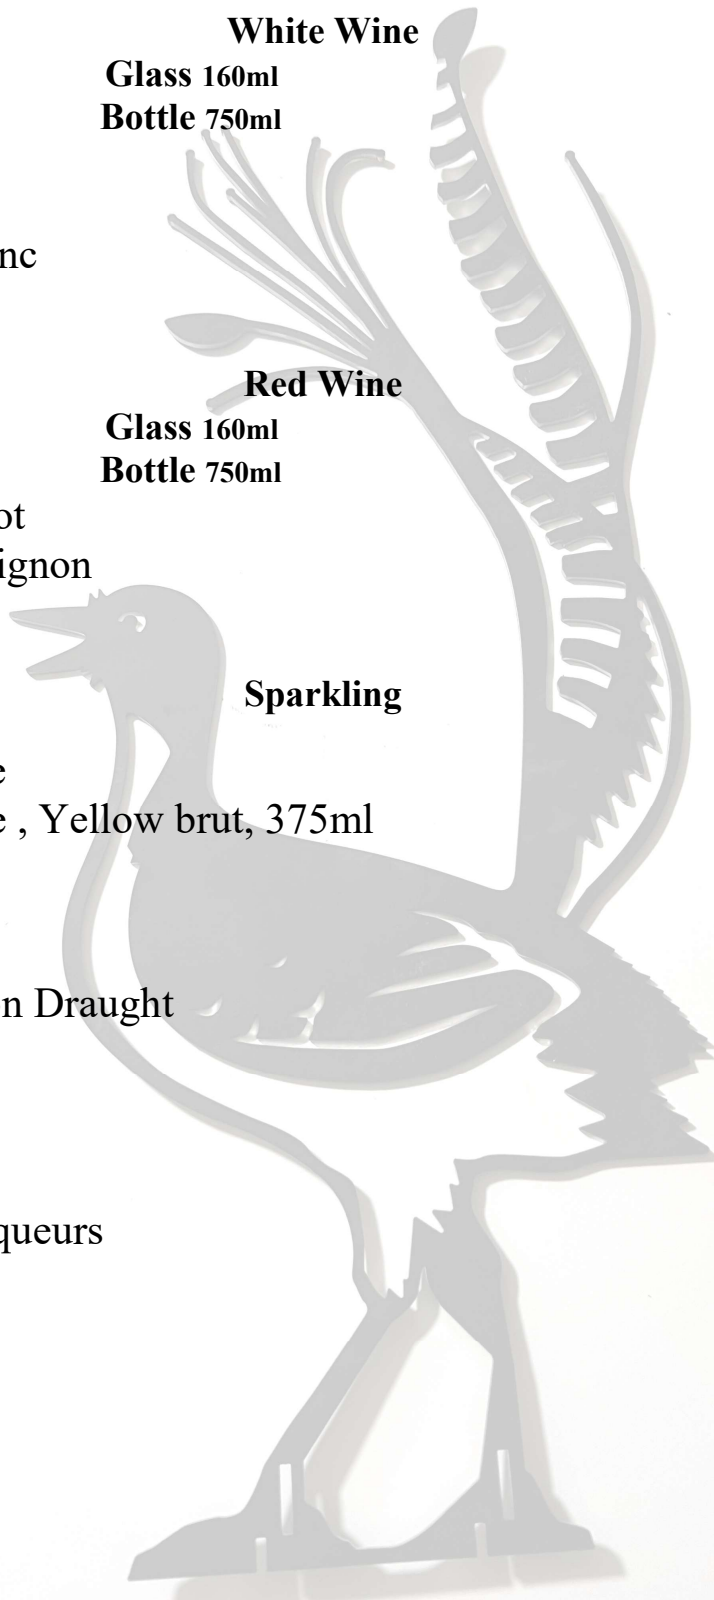 White Wine
Glass 160ml
Bottle 750ml
nc
Red Wine
Glass 160ml
Bottle 750ml
ot
ignon
Sparkling
e
e , Yellow brut, 375ml
n Draught
queurs